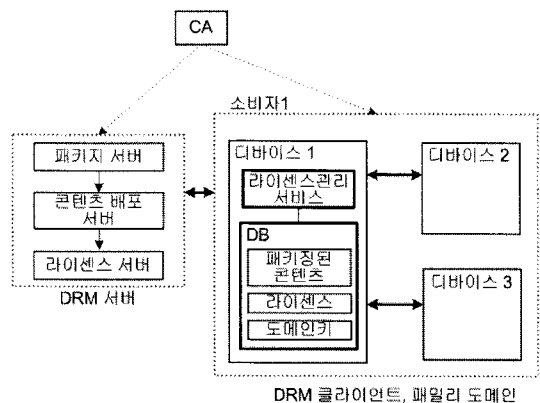 CA
소비자1
패키지 서버
콘텐츠 배포
서버
라이센스 서버
DRM 서버
디바이스 1
라이센스관리
서비스
DB
패키징된
콘텐츠
라이센스
도메인키
디바이스 2
디바이스 3
DRM 클라이언트, 패밀리 도메인